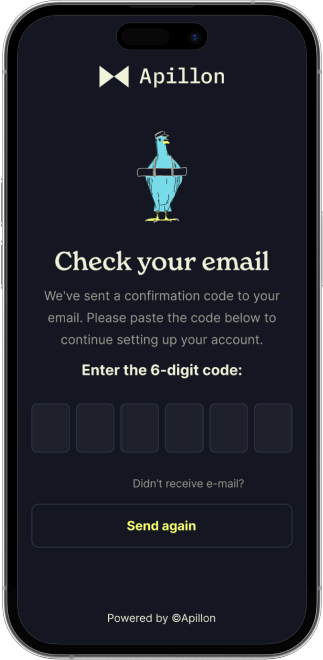 Apillon
Check your email
We've sent a confirmation code to your
email. Please paste the code below to
continue setting up your account.
Enter the 6-digit code:
Didn't receive e-mail?
Send again
Powered by ©Apillon